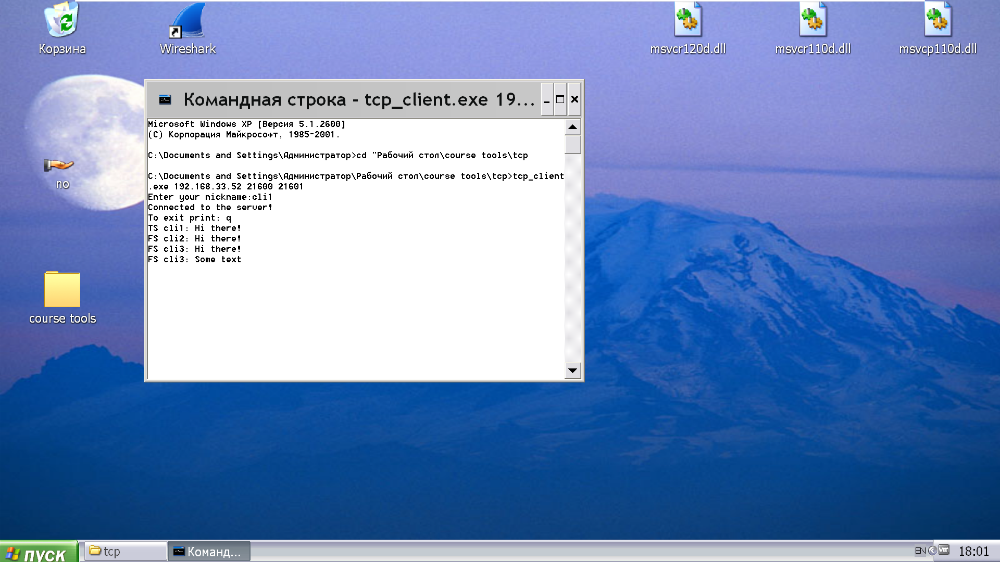 Корзина
Wireshark
msvcr120d.dll
msvcr110d.dll
msvcp110d.dll
Командная строка - tcp_client.exe 19...
Microsoft Windows XP [Версия 5.1.2600]
(C) Корпорация Майкрософт, 1985-2001.
C:\Documents and Settings\Администратор>cd "Рабочий стол\course tools\tcp
C:\Documents and Settings\Администратор\Рабочий стол\course tools\tcp>tcp_client
.exe 192.168.33.52 21600 21601
Enter your nickname:cli1
Connected to the server!
To exit print: q
TS cli1: Hi there!
FS cli2: Hi there!
FS cli3: Hi there!
FS cli3: Some text
no
course tools
пуск
tcp
Команд...
EN
vm
18:01